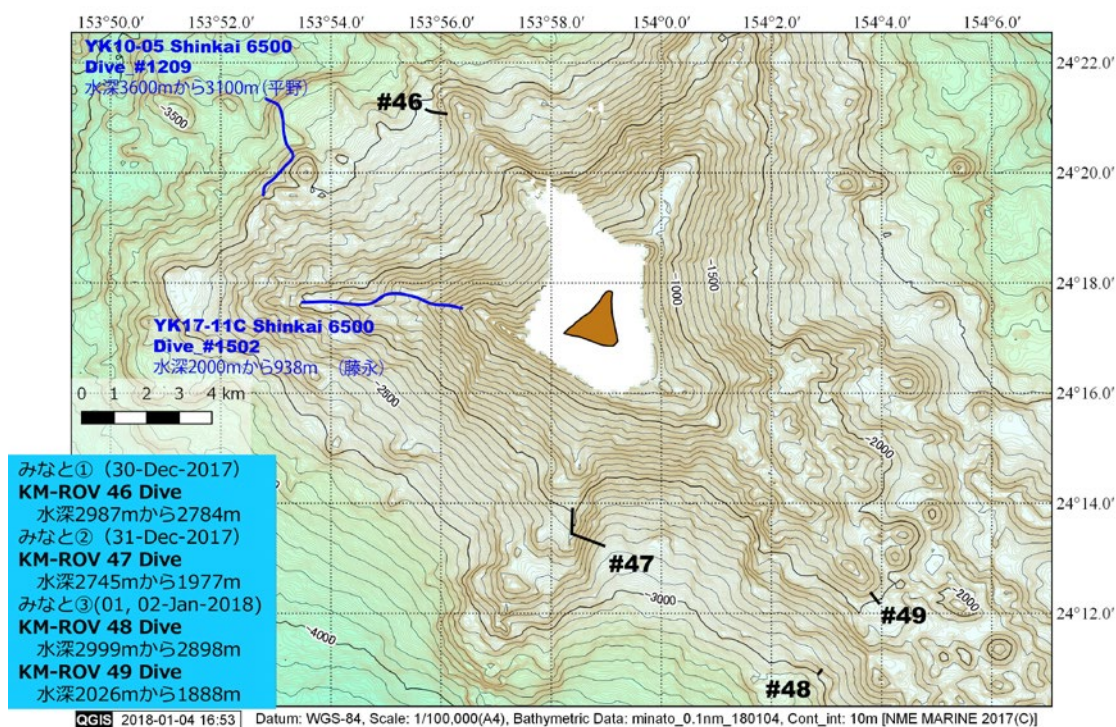 153°50.0' 153°52.0' 153°54.0' 153°56.0' 153°58.0' 154°0.0' 154°2.0' 154°4.0' 154°6.0'
YK10-05 Shinkai 6500
Dive_#1209
水深3600mから3100m(平野)
24°22.0'
-3500
#46
24°20.0'
-1000
-1500
24°18.0'
YK17-11C Shinkai 6500
Dive_#1502
水深2000mから938m (藤永)
24°16.0'
0 1 2 3 4 km
-2500
-2000
みなと① (30-Dec-2017)
KM-ROV 46 Dive
水深2987mから2784m
みなと② (31-Dec-2017)
KM-ROV 47 Dive
水深2745mから1977m
みなと③(01, 02-Jan-2018)
KM-ROV 48 Dive
水深2999mから2898m
KM-ROV 49 Dive
水深2026mから1888m
24°14.0'
#47
-3000
#49
-2000
24°12.0'
-4000
#48
QGIS 2018-01-04 16:53 Datum: WGS-84, Scale: 1/100,000(A4), Bathymetric Data: minato_0.1nm_180104, Cont_int: 10m [NME MARINE 2017(C)]